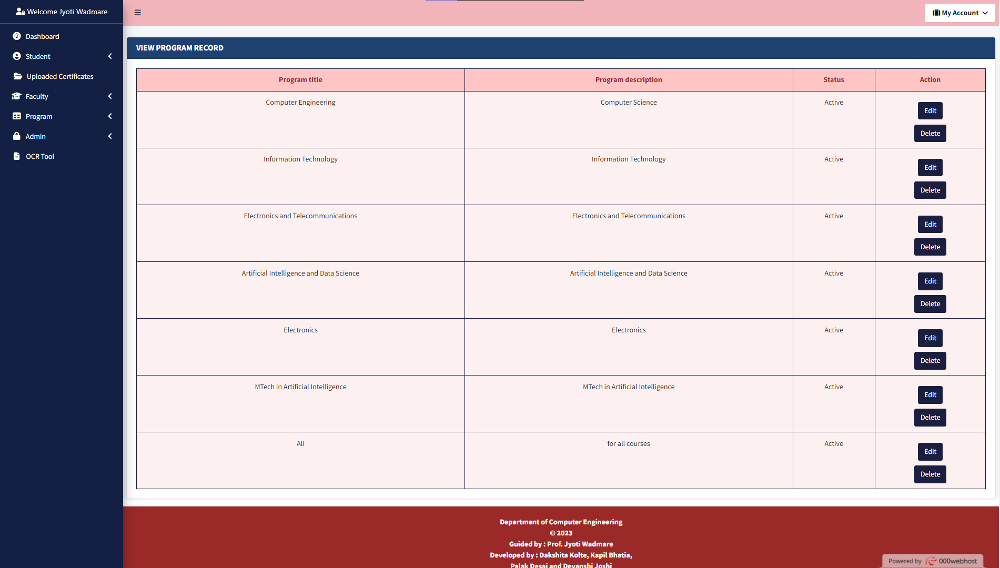 Welcome Jyoti Wadmare
My Account
Dashboard
Student
Uploaded Certificates
Faculty
Program
Admin
OCR Tool
VIEW PROGRAM RECORD
Program title Program description Status Action
Computer Engineering Computer Science Active Edit
Delete
Information Technology Information Technology Active Edit
Delete
Electronics and Telecommunications Electronics and Telecommunications Active Edit
Delete
Artificial Intelligence and Data Science Artificial Intelligence and Data Science Active Edit
Delete
Electronics Electronics Active Edit
Delete
MTech in Artificial Intelligence MTech in Artificial Intelligence Active Edit
Delete
All for all courses Active Edit
Delete
Department of Computer Engineering
© 2023
Guided by : Prof. Jyoti Wadmare
Developed by : Dakshita Kolte, Kapil Bhatia,
Palak Desai and Devanshi Joshi
Powered by 000webhost